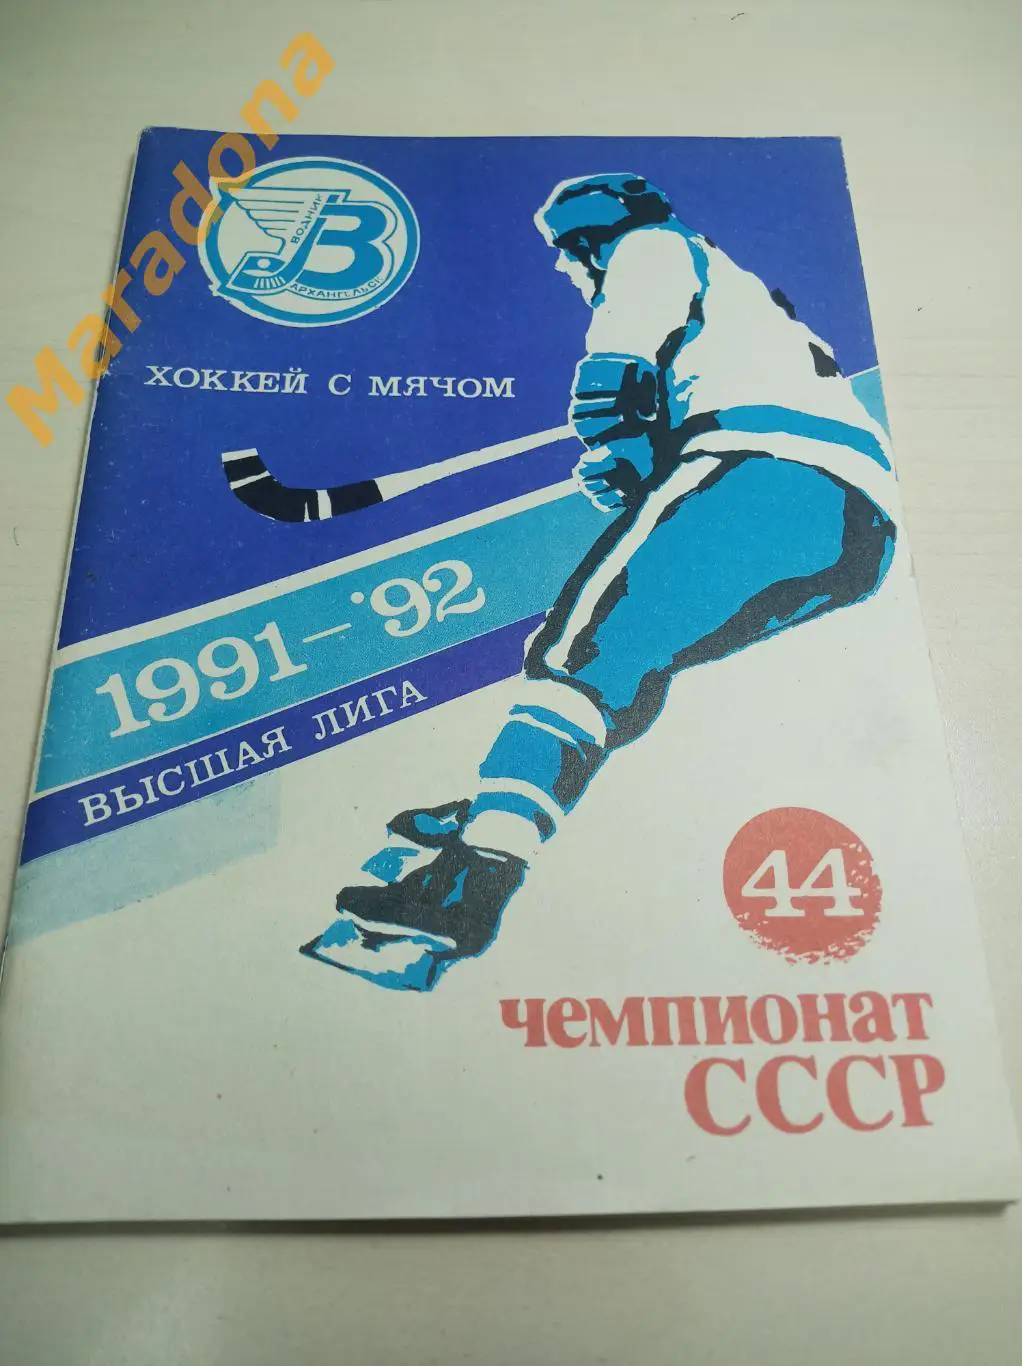 Maradona
ВОДНИК
АРХАНГЕЛЬСК
В
ХОККЕЙ С МЯЧОМ
1991-'92
ВЫСШАЯ ЛИГА
44
чемпионат
СССР